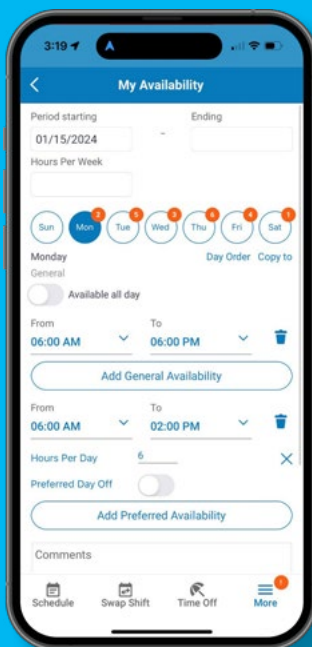 3:19
My Availability
Period starting Ending
01/15/2024 -
Hours Per Week
2 5 3 6 4 1
Sun Mon Tue Wed Thu Fri Sat
Monday Day Order Copy to
General
Available all day
From To
06:00 AM 06:00 PM
Add General Availability
From To
06:00 AM 02:00 PM
Hours Per Day 6
Preferred Day Off
Add Preferred Availability
Comments
Schedule Swap Shift Time Off More